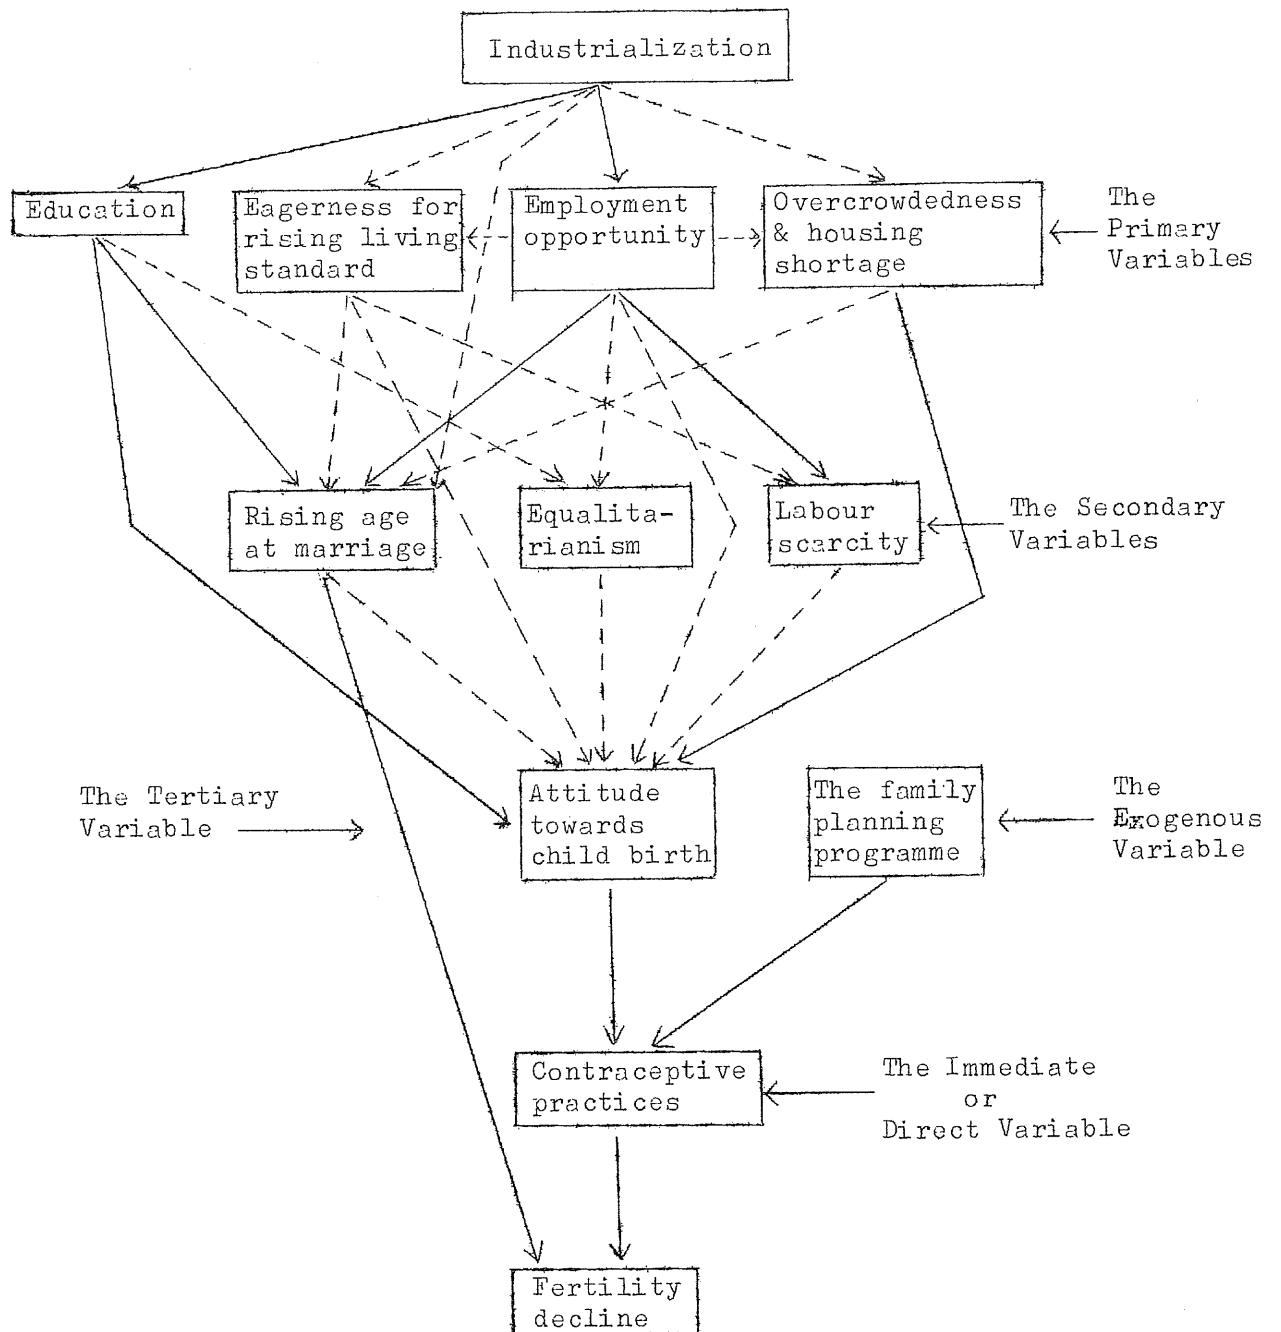 Industrialization
Education
Eagerness for
rising living
standard
Employment
opportunity
Overcrowdedness
& housing
shortage
The
Primary
Variables
Rising age
at marriage
Equalita-
rianism
Labour
scarcity
The Secondary
Variables
The Tertiary
Variable
Attitude
towards
child birth
The family
planning
programme
The
Exogenous
Variable
Contraceptive
practices
The Immediate
or
Direct Variable
Fertility
decline